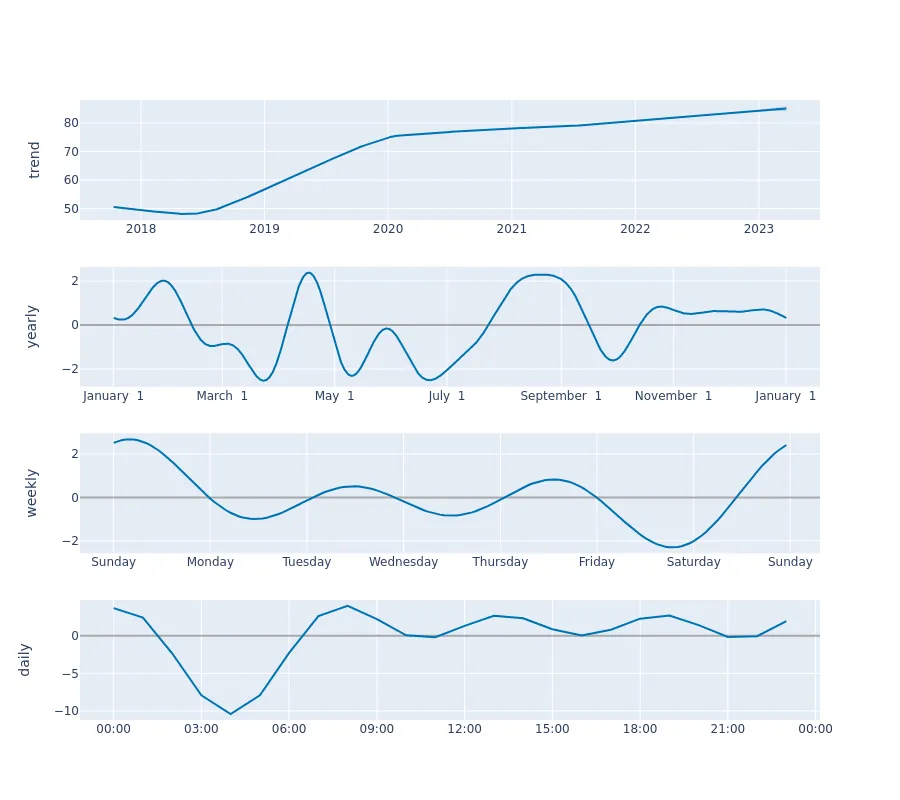 trend
80
70
60
50
2018 2019 2020 2021 2022 2023
yearly
2
0
−2
January 1 March 1 May 1 July 1 September 1 November 1 January 1
weekly
2
0
−2
Sunday Monday Tuesday Wednesday Thursday Friday Saturday Sunday
daily
0
−5
−10
00:00 03:00 06:00 09:00 12:00 15:00 18:00 21:00 00:00